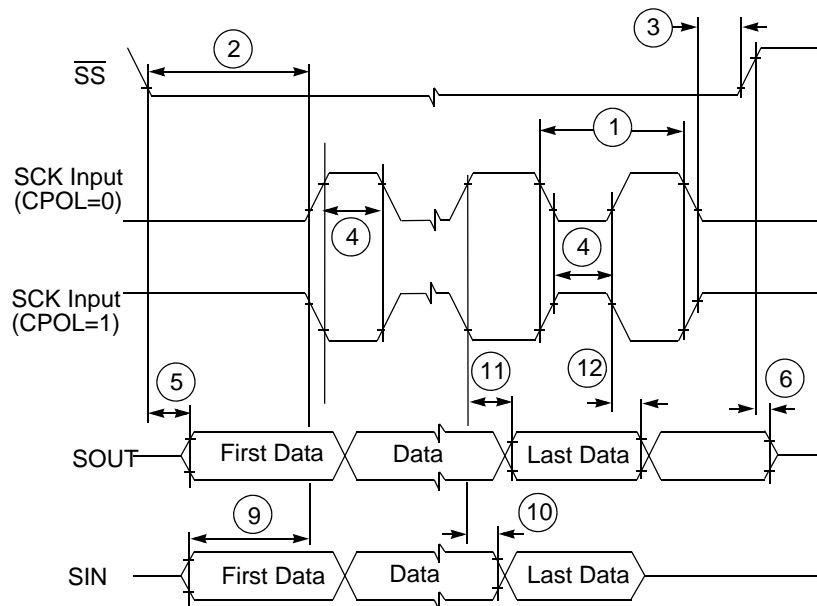 3
2
SS
1
SCK Input
(CPOL=0)
4
4
SCK Input
(CPOL=1)
5
11
12
6
SOUT
First Data
Data
Last Data
9
10
SIN
First Data
Data
Last Data